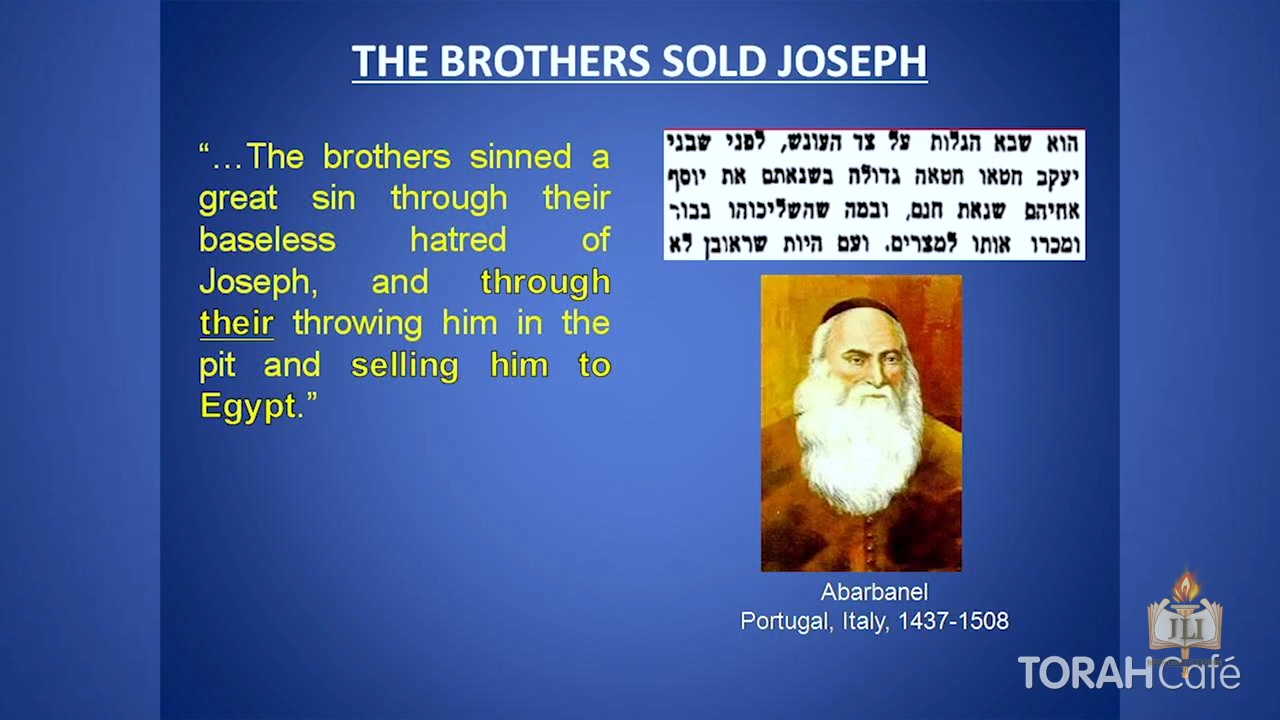 THE BROTHERS SOLD JOSEPH
“…The brothers sinned a
great sin through their
baseless hatred of
Joseph, and through
their throwing him in the
pit and selling him to
Egypt.”
הוא שבא הגלות על צד העונש, לפני שבני
יעקב חטאו חטאה גדולה בשנאתם את יוסף
אחיהם שנאת חנם, ובמה שהשליכוהו בבור
ומכרו אותו למצרים. ועם היות שראובן לא
Abarbanel
Portugal, Italy, 1437-1508
JLI
TORAHCafé